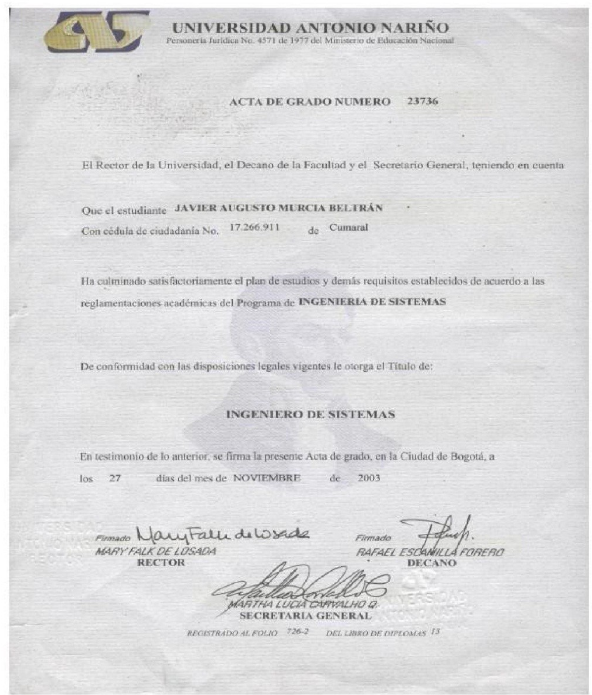 UNIVERSIDAD ANTONIO NARIÑO
Personería Jurídica No. 4571 de 1977 del Ministerio de Educación Nacional
ACTA DE GRADO NUMERO 23736
El Rector de la Universidad, el Decano de la Facultad y el Secretario General, teniendo en cuenta
Que el estudiante JAVIER AUGUSTO MURCIA BELTRÁN
Con cédula de ciudadanía No. 17.266.911 de Cumaral
Ha culminado satisfactoriamente el plan de estudios y demás requisitos establecidos de acuerdo a las
reglamentaciones académicas del Programa de INGENIERIA DE SISTEMAS
De conformidad con las disposiciones legales vigentes le otorga el Titulo de:
INGENIERO DE SISTEMAS
En testimonio de lo anterior, se firma la presente Acta de grado, en la Ciudad de Bogotá, a
los 27 días del mes de NOVIEMBRE de 2003
Firmado Mary Falk de Losada
MARY FALK DE LOSADA
RECTOR
Firmado
RAFAEL ESCAMILLA FORERO
DECANO
MARTHA LUCIA CARVALHO Q.
SECRETARIA GENERAL
REGISTRADO AL FOLIO 726-2 DEL LIBRO DE DIPLOMAS 13